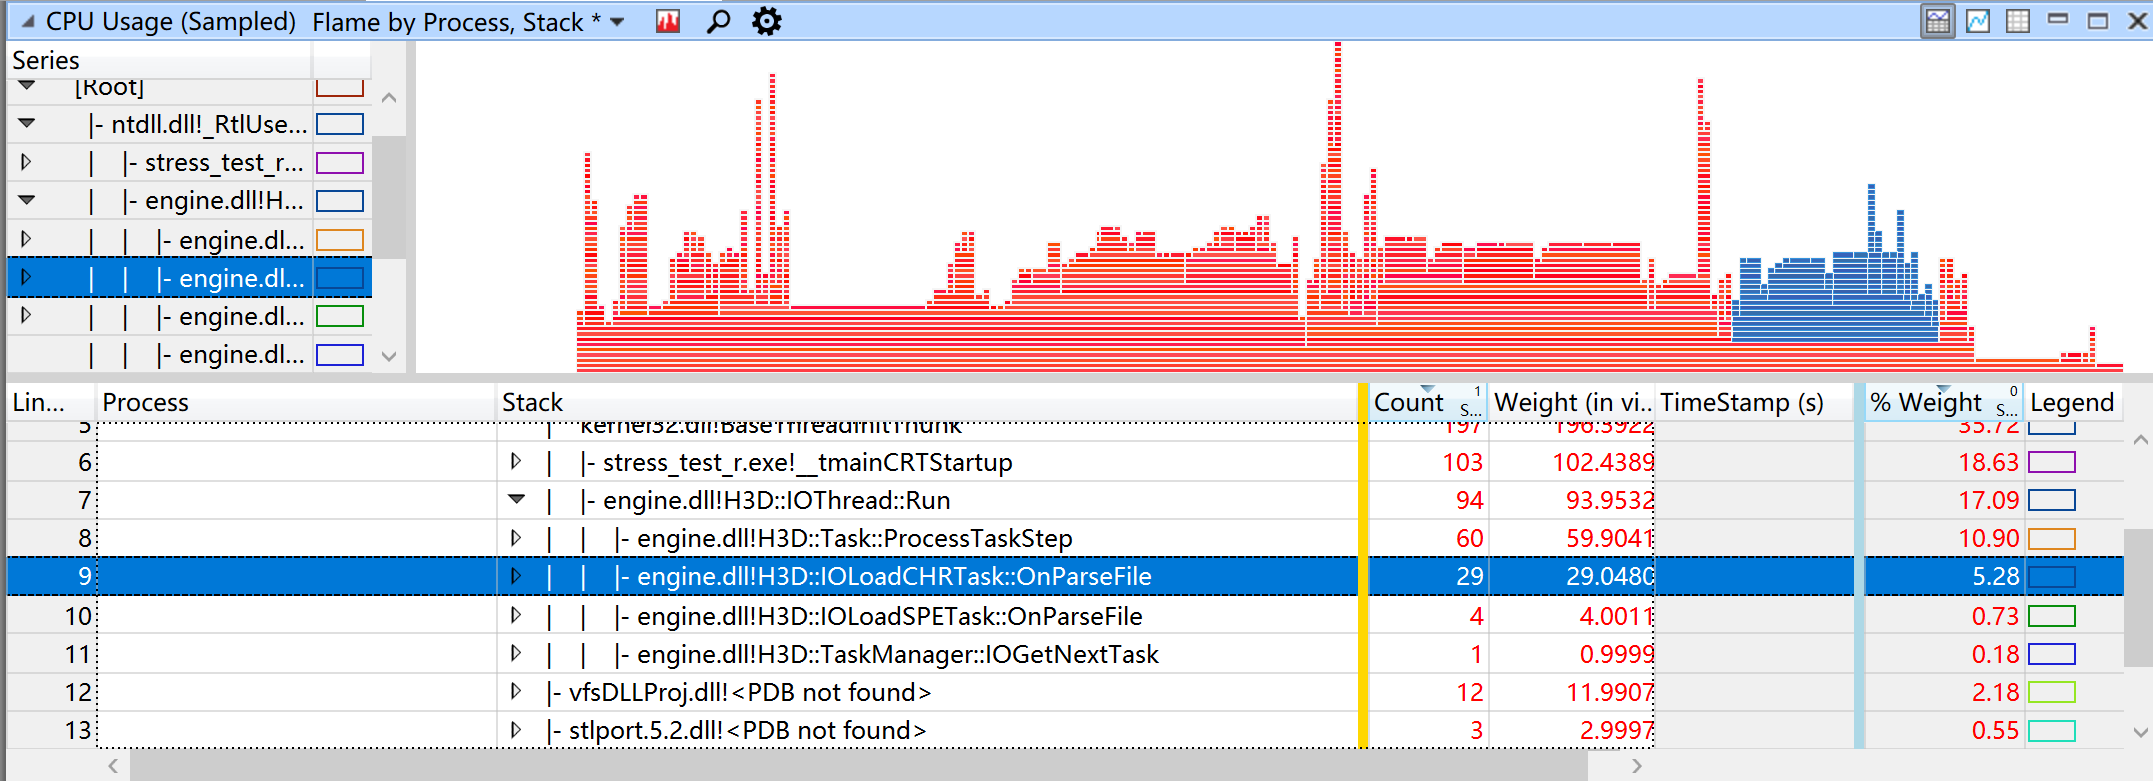 CPU Usage (Sampled) Flame by Process, Stack *
Series
[Root]
|- ntdll.dll!_RtlUse...
| |- stress_test_r...
| |- engine.dll!H...
| | |- engine.dl...
| | |- engine.dl...
| | |- engine.dl...
| | |- engine.dl...
Lin... Process Stack Count 1 S... Weight (in vi... TimeStamp (s) % Weight 0 S... Legend
5 | kernel32.dll!BaseThreadInitThunk 197 196.3922 35.72
6 | |- stress_test_r.exe!__tmainCRTStartup 103 102.4389 18.63
7 | |- engine.dll!H3D::IOThread::Run 94 93.9532 17.09
8 | | |- engine.dll!H3D::Task::ProcessTaskStep 60 59.9041 10.90
9 | | |- engine.dll!H3D::IOLoadCHRTask::OnParseFile 29 29.0480 5.28
10 | | |- engine.dll!H3D::IOLoadSPETask::OnParseFile 4 4.0011 0.73
11 | | |- engine.dll!H3D::TaskManager::IOGetNextTask 1 0.9999 0.18
12 |- vfsDLLProj.dll!<PDB not found> 12 11.9907 2.18
13 |- stlport.5.2.dll!<PDB not found> 3 2.9997 0.55